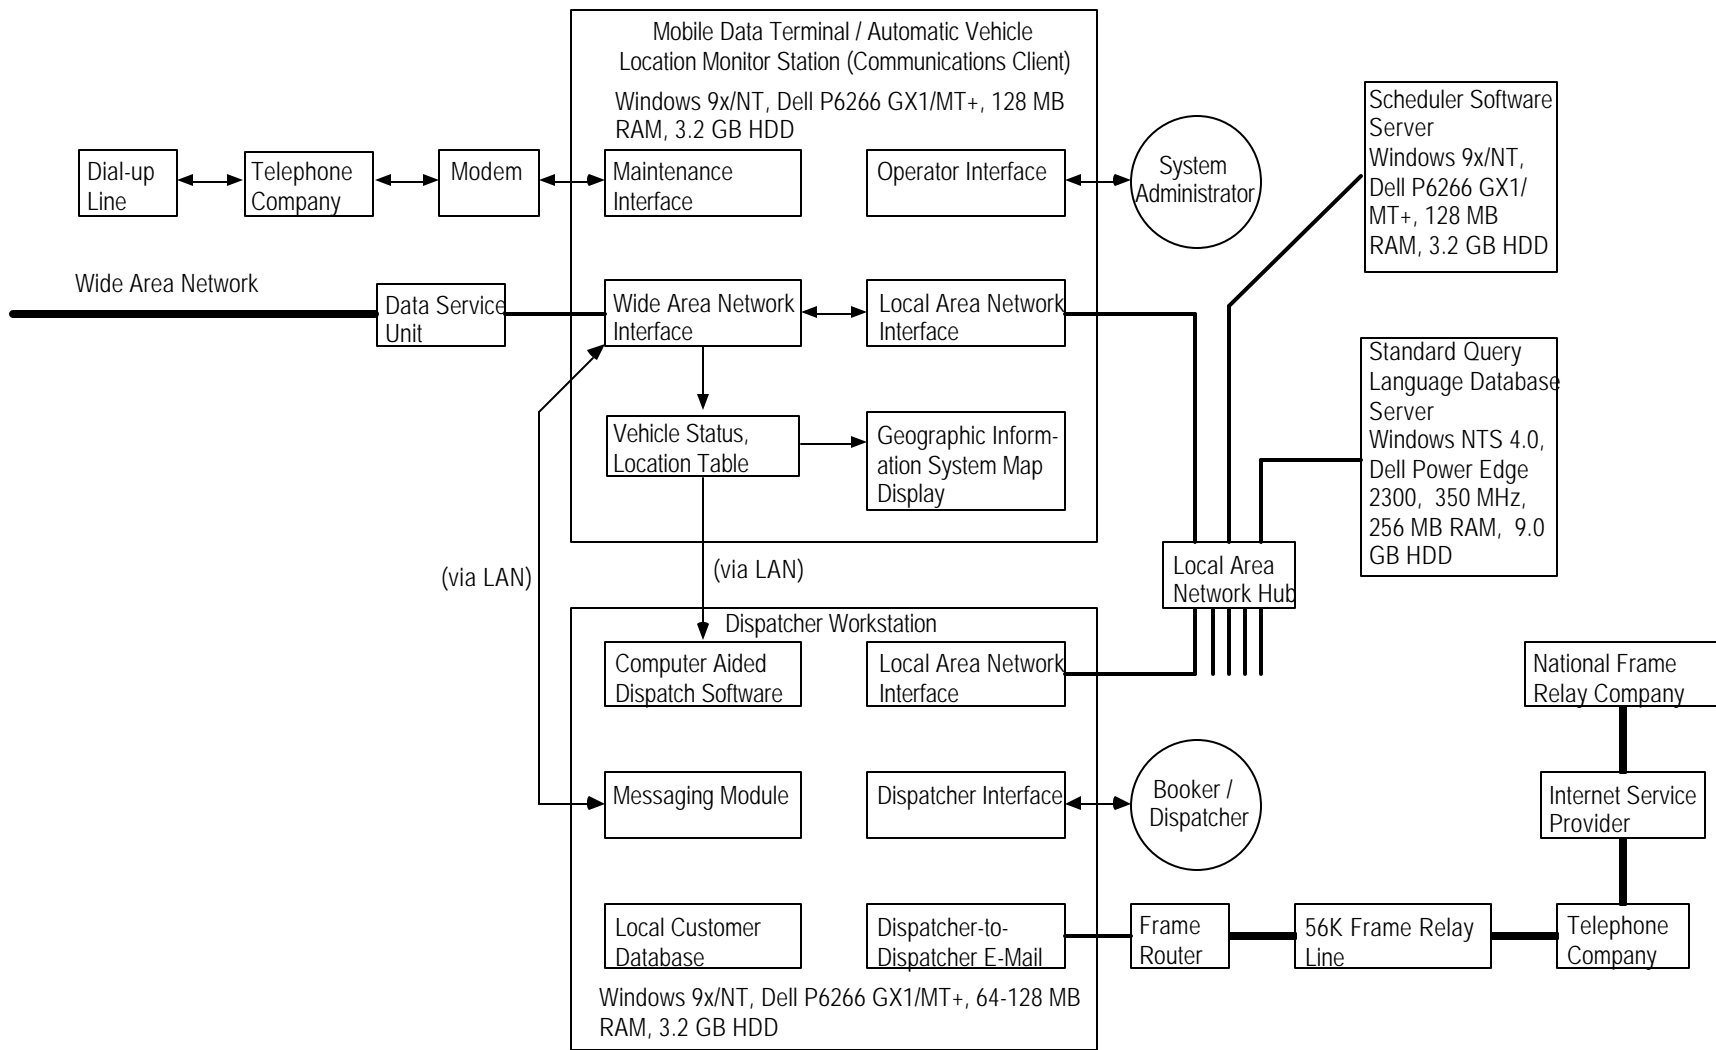 Mobile Data Terminal / Automatic Vehicle
Location Monitor Station (Communications Client)
Windows 9x/NT, Dell P6266 GX1/MT+, 128 MB
RAM, 3.2 GB HDD
Dial-up
Line
Telephone
Company
Modem
Maintenance
Interface
Operator Interface
System
Administrator
Scheduler Software
Server
Windows 9x/NT,
Dell P6266 GX1/
MT+, 128 MB
RAM, 3.2 GB HDD
Wide Area Network
Data Service
Unit
Wide Area Network
Interface
Local Area Network
Interface
Standard Query
Language Database
Server
Windows NTS 4.0,
Dell Power Edge
2300, 350 MHz,
256 MB RAM, 9.0
GB HDD
Vehicle Status,
Location Table
Geographic Inform-
ation System Map
Display
(via LAN)
(via LAN)
Local Area
Network Hub
Dispatcher Workstation
Computer Aided
Dispatch Software
Local Area Network
Interface
National Frame
Relay Company
Messaging Module
Dispatcher Interface
Booker /
Dispatcher
Internet Service
Provider
Local Customer
Database
Dispatcher-to-
Dispatcher E-Mail
Frame
Router
56K Frame Relay
Line
Telephone
Company
Windows 9x/NT, Dell P6266 GX1/MT+, 64-128 MB
RAM, 3.2 GB HDD